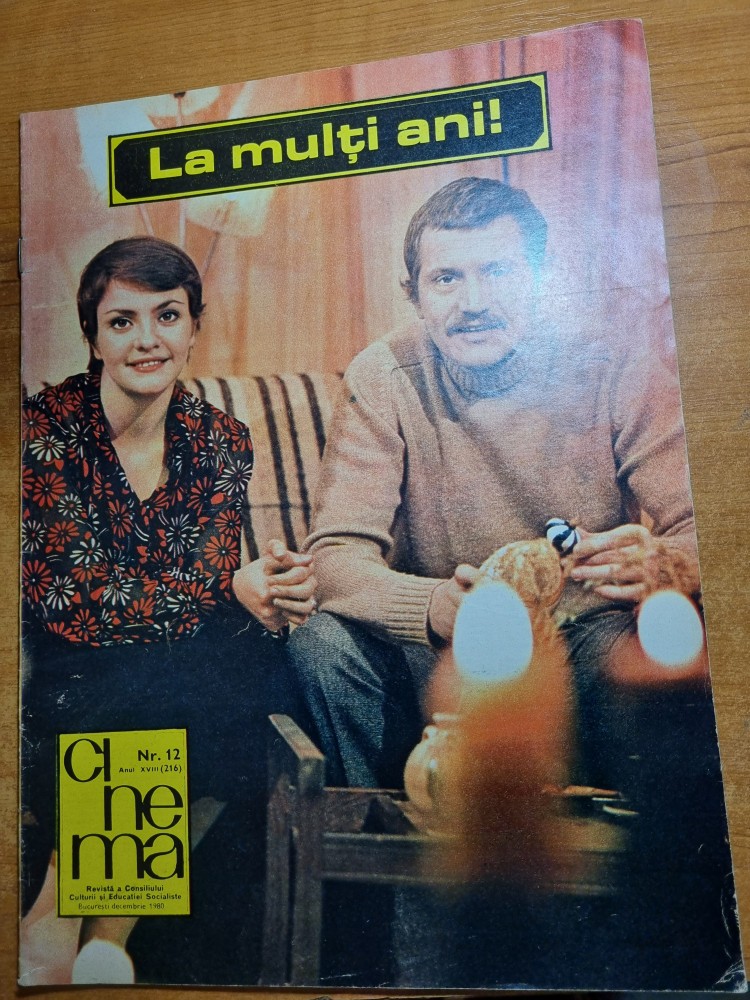 La mulți ani!
CI
Nr. 12
Anul XVIII (216)
ne
ma
Revistă a Consiliului
Culturii și Educației Socialiste
București decembrie 1980